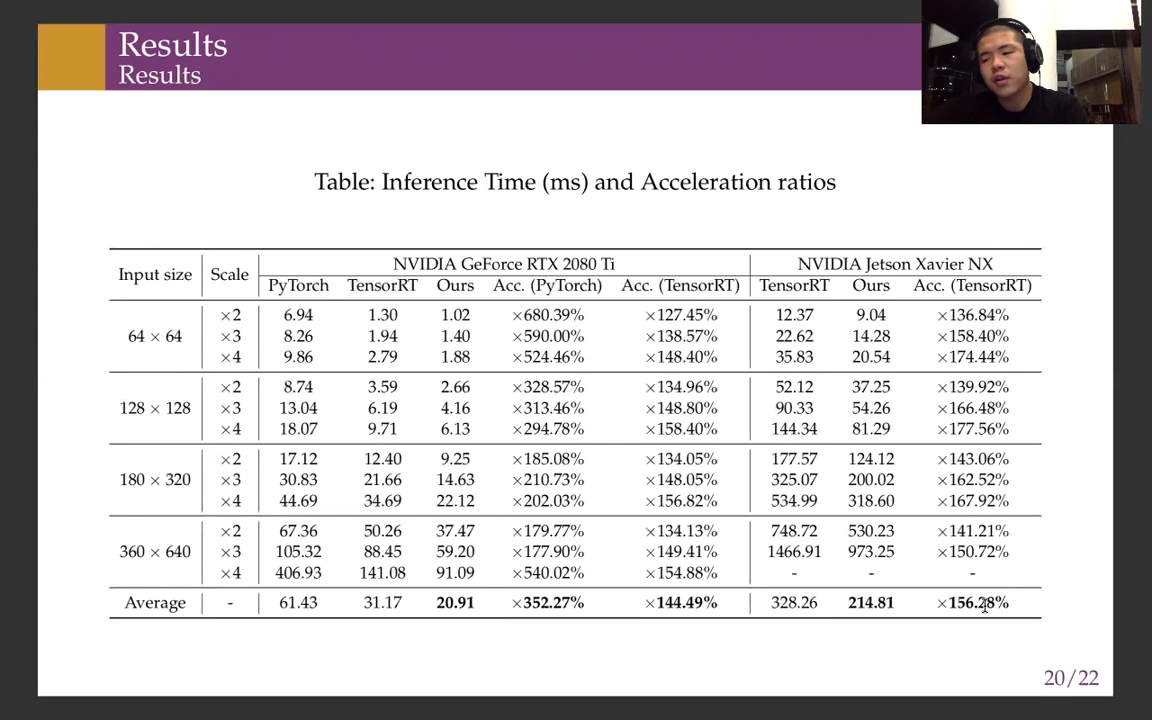 Results
Results
Table: Inference Time (ms) and Acceleration ratios
Input size Scale NVIDIA GeForce RTX 2080 Ti NVIDIA Jetson Xavier NX
PyTorch TensorRT Ours Acc. (PyTorch) Acc. (TensorRT) TensorRT Ours Acc. (TensorRT)
64 × 64 ×2 6.94 1.30 1.02 ×680.39% ×127.45% 12.37 9.04 ×136.84%
×3 8.26 1.94 1.40 ×590.00% ×138.57% 22.62 14.28 ×158.40%
×4 9.86 2.79 1.88 ×524.46% ×148.40% 35.83 20.54 ×174.44%
128 × 128 ×2 8.74 3.59 2.66 ×328.57% ×134.96% 52.12 37.25 ×139.92%
×3 13.04 6.19 4.16 ×313.46% ×148.80% 90.33 54.26 ×166.48%
×4 18.07 9.71 6.13 ×294.78% ×158.40% 144.34 81.29 ×177.56%
180 × 320 ×2 17.12 12.40 9.25 ×185.08% ×134.05% 177.57 124.12 ×143.06%
×3 30.83 21.66 14.63 ×210.73% ×148.05% 325.07 200.02 ×162.52%
×4 44.69 34.69 22.12 ×202.03% ×156.82% 534.99 318.60 ×167.92%
360 × 640 ×2 67.36 50.26 37.47 ×179.77% ×134.13% 748.72 530.23 ×141.21%
×3 105.32 88.45 59.20 ×177.90% ×149.41% 1466.91 973.25 ×150.72%
×4 406.93 141.08 91.09 ×540.02% ×154.88% - - -
Average - 61.43 31.17 20.91 ×352.27% ×144.49% 328.26 214.81 ×156.28%
20/22